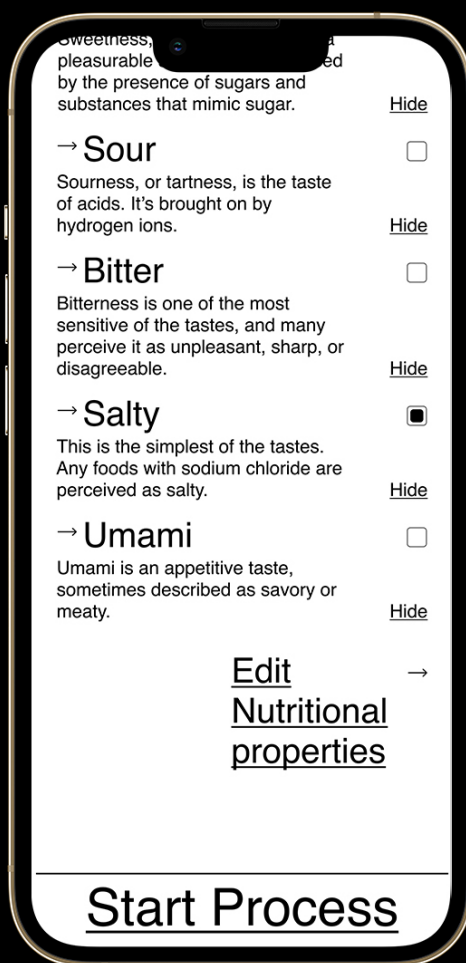 Sweetness,
pleasurable
by the presence of sugars and
substances that mimic sugar.
Hide
→ Sour
Sourness, or tartness, is the taste
of acids. It’s brought on by
hydrogen ions.
Hide
→ Bitter
Bitterness is one of the most
sensitive of the tastes, and many
perceive it as unpleasant, sharp, or
disagreeable.
Hide
→ Salty
This is the simplest of the tastes.
Any foods with sodium chloride are
perceived as salty.
Hide
→ Umami
Umami is an appetitive taste,
sometimes described as savory or
meaty.
Hide
Edit →
Nutritional
properties
Start Process